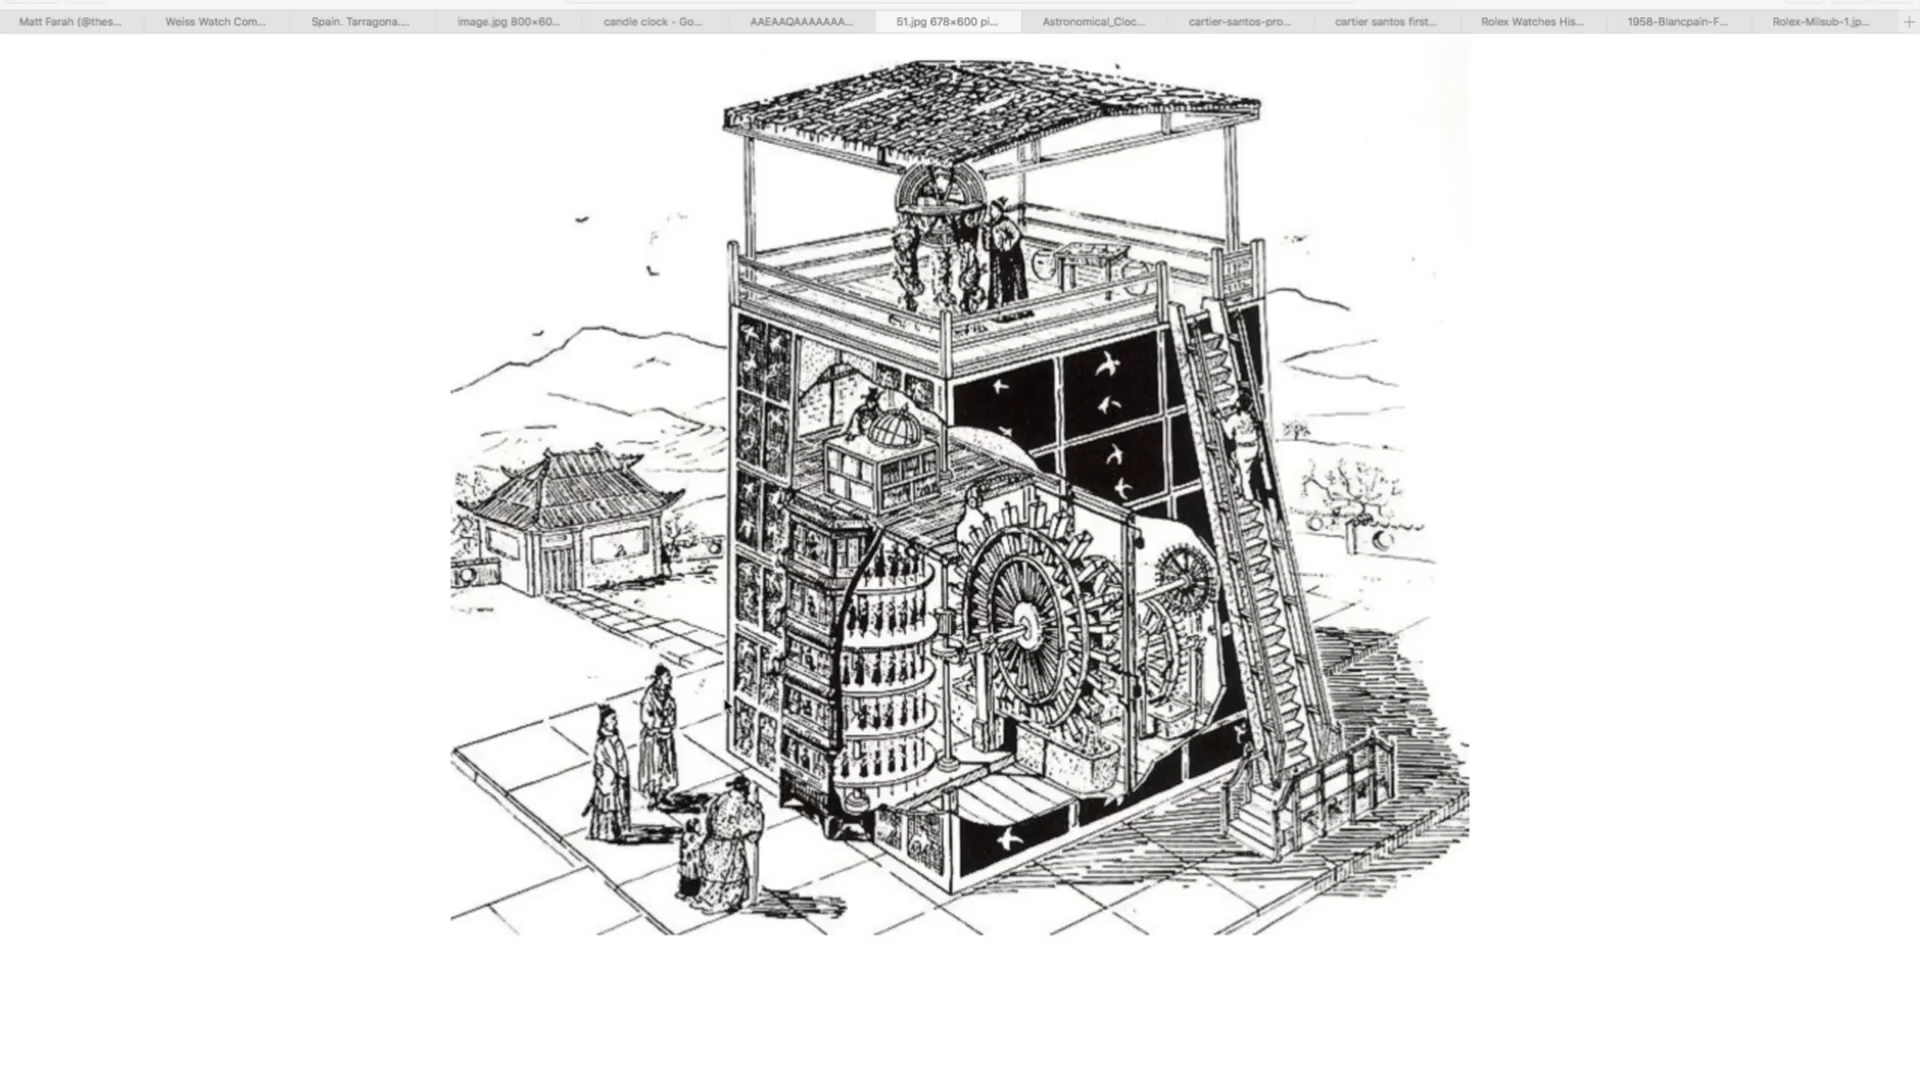 Matt Farah (@thes...
Weiss Watch Com...
Spain. Tarragona....
image.jpg 800×60...
candle clock - Go...
AAEAAQAAAAAAA...
51.jpg 678×600 pi...
Astronomical_Cloc...
cartier-santos-pro...
cartier santos first...
Rolex Watches His...
1958-Blancpain-F...
Rolex-Milsub-1.jp...